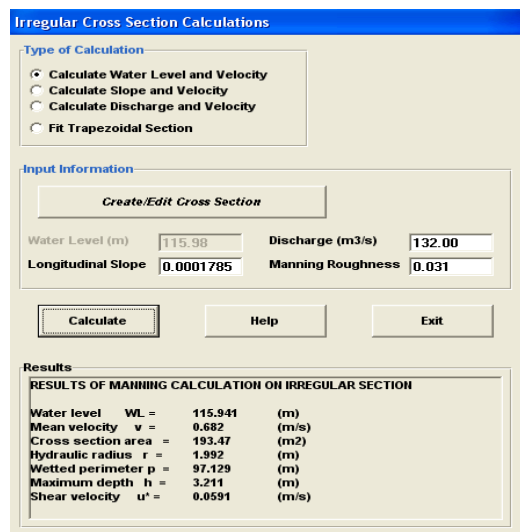 Irregular Cross Section Calculations
Type of Calculation
Calculate Water Level and Velocity
Calculate Slope and Velocity
Calculate Discharge and Velocity
Fit Trapezoidal Section
Input Information
Create/Edit Cross Section
Water Level (m) 115.98 Discharge (m3/s) 132.00
Longitudinal Slope 0.0001785 Manning Roughness 0.031
Calculate Help Exit
Results
RESULTS OF MANNING CALCULATION ON IRREGULAR SECTION
Water level WL = 115.941 (m)
Mean velocity v = 0.682 (m/s)
Cross section area = 193.47 (m2)
Hydraulic radius r = 1.992 (m)
Wetted perimeter p = 97.129 (m)
Maximum depth h = 3.211 (m)
Shear velocity u* = 0.0591 (m/s)